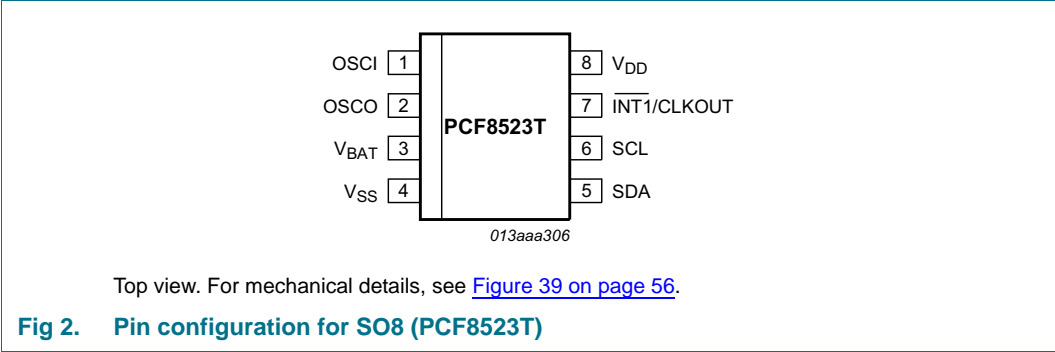 OSCI 1 8 VDD
OSCO 2 7 INT1/CLKOUT
PCF8523T
VBAT 3 6 SCL
VSS 4 5 SDA
013aaa306
Top view. For mechanical details, see Figure 39 on page 56.
Fig 2. Pin configuration for SO8 (PCF8523T)